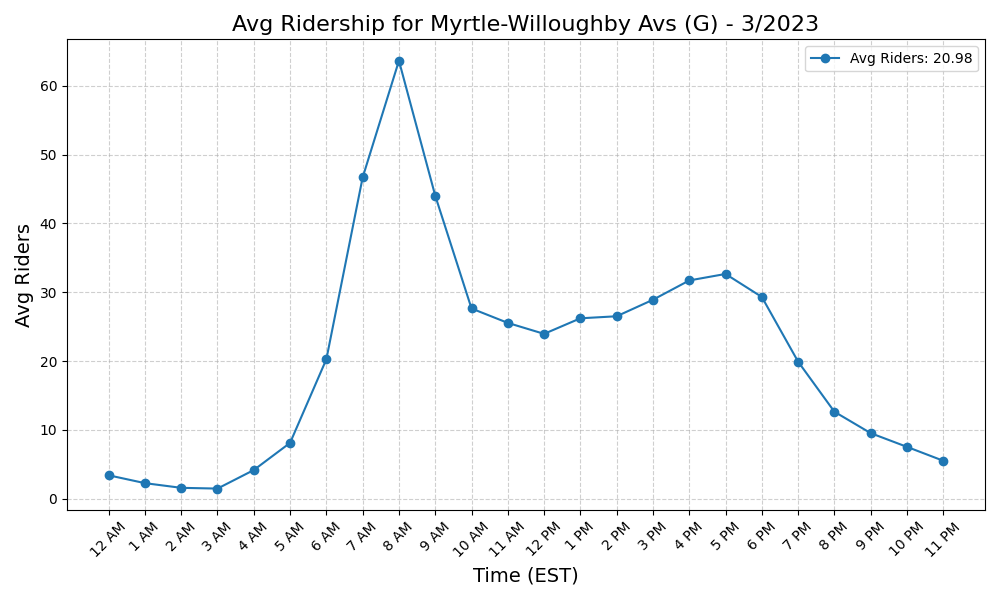 Avg Ridership for Myrtle-Willoughby Avs (G) - 3/2023
Avg Riders: 20.98
Avg Riders
60
50
40
30
20
10
0
12 AM
1 AM
2 AM
3 AM
4 AM
5 AM
6 AM
7 AM
8 AM
9 AM
10 AM
11 AM
12 PM
1 PM
2 PM
3 PM
4 PM
5 PM
6 PM
7 PM
8 PM
9 PM
10 PM
11 PM
Time (EST)